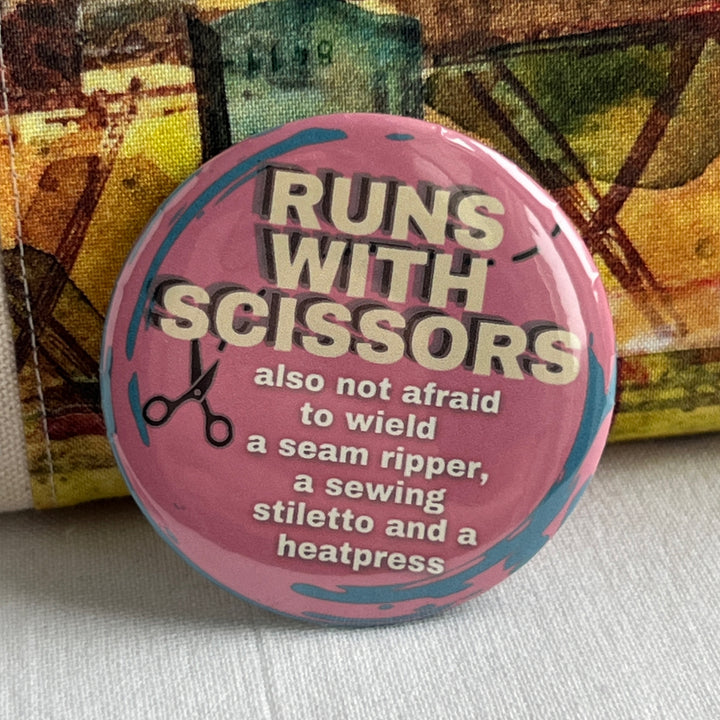 RUNS
WITH
SCISSORS
also not afraid
to wield
a seam ripper,
a sewing
stiletto and a
heatpress